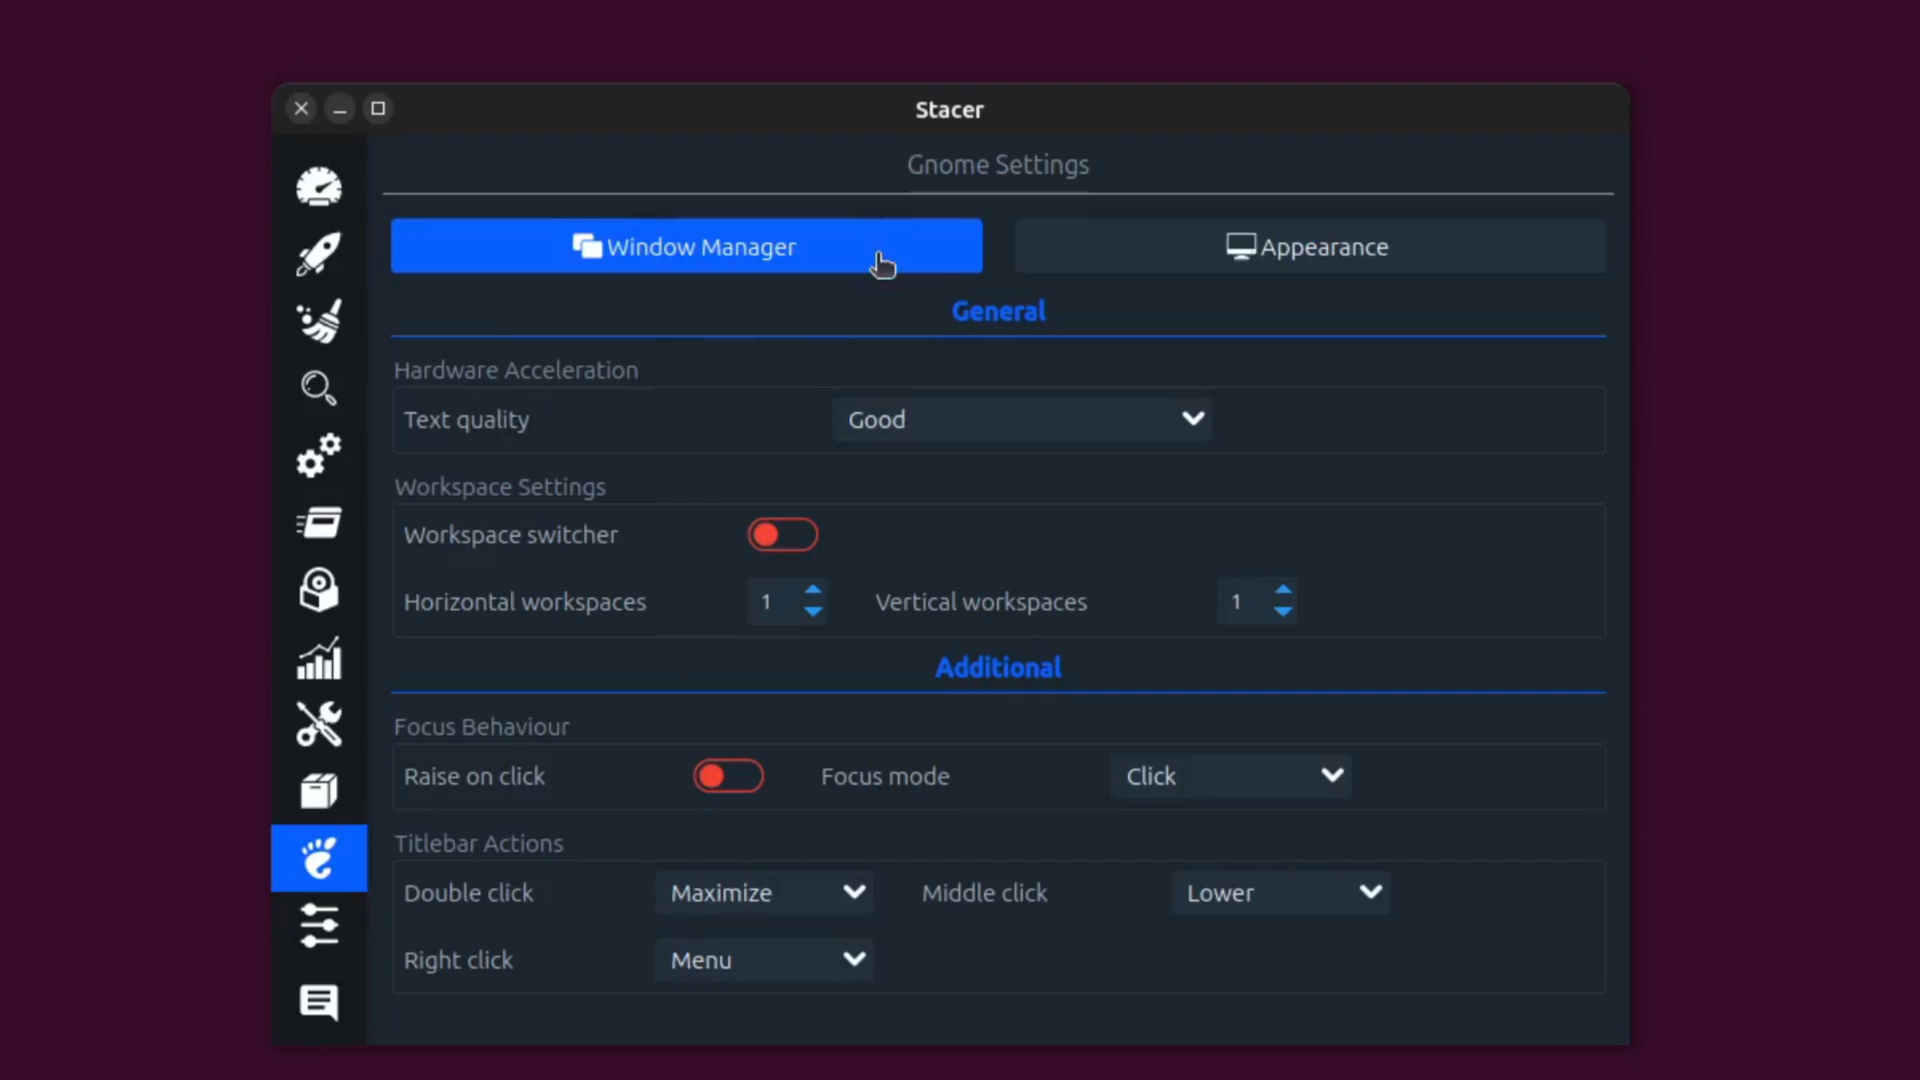 Stacer
Gnome Settings
Window Manager
Appearance
General
Hardware Acceleration
Text quality
Good
Workspace Settings
Workspace switcher
Horizontal workspaces
1
Vertical workspaces
1
Additional
Focus Behaviour
Raise on click
Focus mode
Click
Titlebar Actions
Double click
Maximize
Middle click
Lower
Right click
Menu